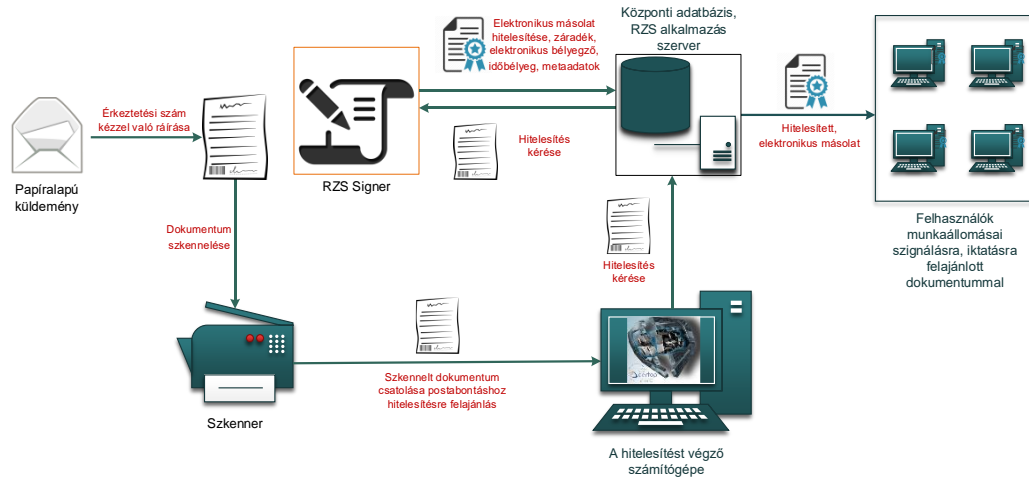 Elektronikus másolat
hitelesítése, záradék,
elektronikus bélyegző,
időbélyeg, metaadatok
Központi adatbázis,
RZS alkalmazás
szerver
Érkeztetési szám
kézzel való ráírása
Papíralapú
küldemény
RZS Signer
Hitelesítés
kérése
Hitelesített,
elektronikus másolat
Felhasználók
munkaállomásai
szignálásra, iktatásra
felajánlott
dokumentummal
Dokumentum
szkennelése
Hitelesítés
kérése
Szkennelt dokumentum
csatolása postabontáshoz
hitelesítésre felajánlás
Szkenner
A hitelesítést végző
számítógépe